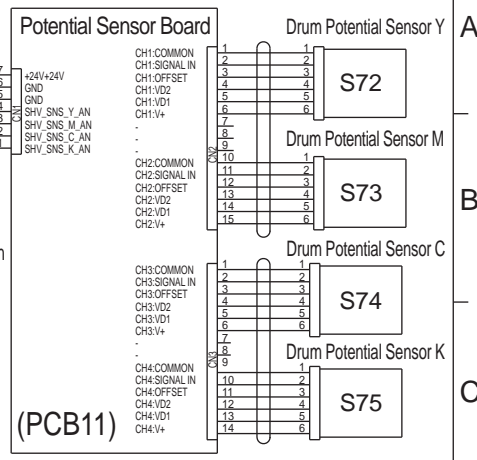 Potential Sensor Board
Drum Potential Sensor Y
A
CH1:COMMON 1 1
CH1:SIGNAL IN 2 2
CH1:OFFSET 3 3
CH1:VD2 4 4
CH1:VD1 5 5
CH1:V+ 6 6
S72
- 7
- 8
- 9
7 +24V+24V
6 GND
5 GND
4 SHV_SNS_Y_AN
3 SHV_SNS_M_AN
SHV_SNS_C_AN
1 SHV_SNS_K_AN
CN1
CN2
Drum Potential Sensor M
CH2:COMMON 10 1
CH2:SIGNAL IN 11 2
CH2:OFFSET 12 3
CH2:VD2 13 4
CH2:VD1 14 5
CH2:V+ 15 6
S73
B
Drum Potential Sensor C
CH3:COMMON 1 1
CH3:SIGNAL IN 2 2
CH3:OFFSET 3 3
CH3:VD2 4 4
CH3:VD1 5 5
CH3:V+ 6 6
S74
- 7
- 8
CN3
Drum Potential Sensor K
CH4:COMMON 9 1
CH4:SIGNAL IN 10 2
CH4:OFFSET 11 3
CH4:VD2 12 4
CH4:VD1 13 5
CH4:V+ 14 6
S75
C
(PCB11)